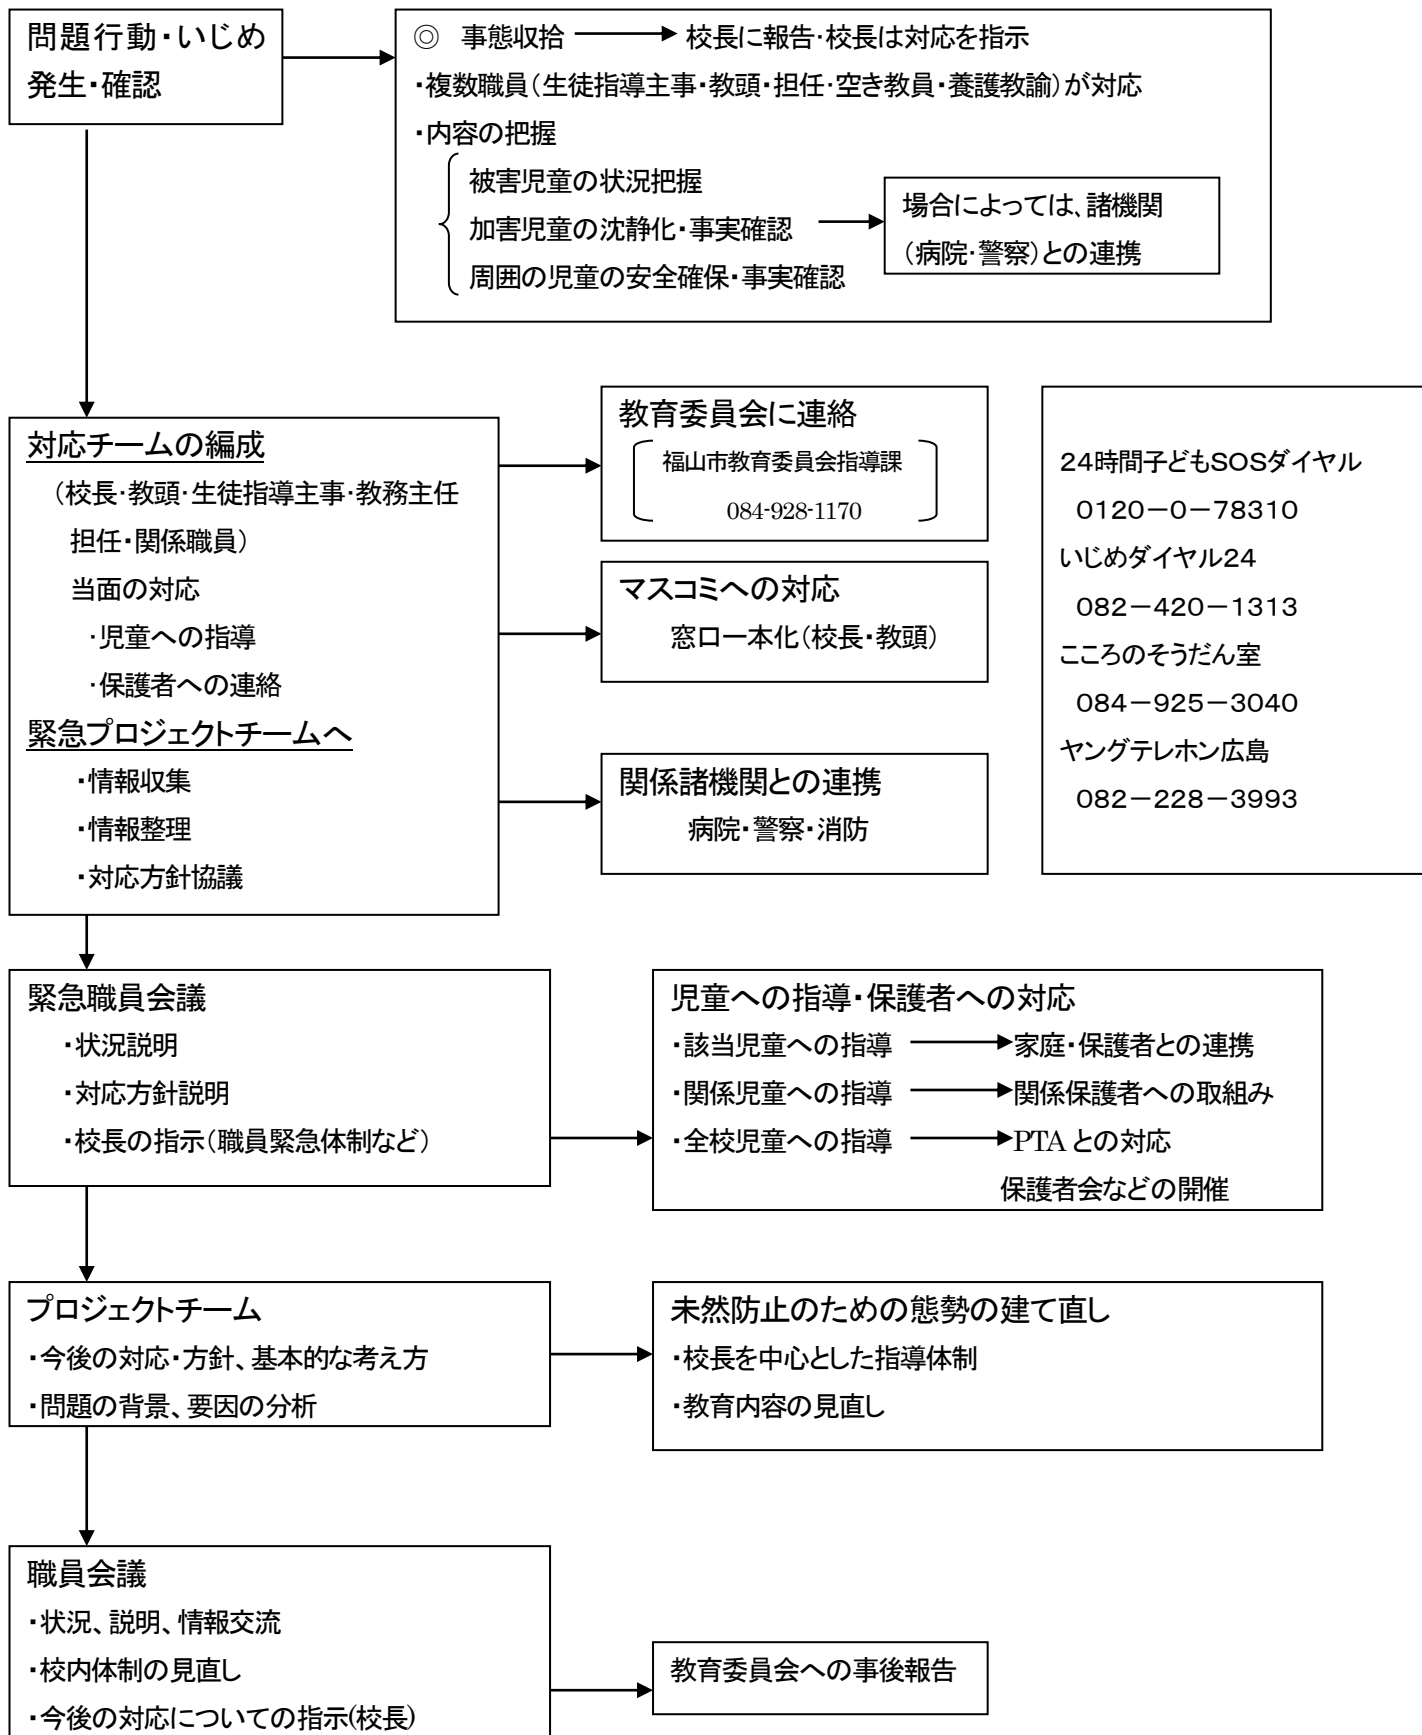 問題行動・いじめ
発生・確認
◎　事態収拾　　　　　校長に報告・校長は対応を指示
・複数職員（生徒指導主事・教頭・担任・空き教員・養護教諭）が対応
・内容の把握
被害児童の状況把握
加害児童の沈静化・事実確認
周囲の児童の安全確保・事実確認
場合によっては、諸機関
（病院・警察）との連携
対応チームの編成
（校長・教頭・生徒指導主事・教務主任
担任・関係職員）
当面の対応
・児童への指導
・保護者への連絡
緊急プロジェクトチームへ
・情報収集
・情報整理
・対応方針協議
教育委員会に連絡
福山市教育委員会指導課
084-928-1170
マスコミへの対応
窓口一本化（校長・教頭）
関係諸機関との連携
病院・警察・消防
24時間子どもSOSダイヤル
0120－0－78310
いじめダイヤル24
082－420－1313
こころのそうだん室
084－925－3040
ヤングテレホン広島
082－228－3993
緊急職員会議
・状況説明
・対応方針説明
・校長の指示（職員緊急体制など）
児童への指導・保護者への対応
・該当児童への指導　　　　　家庭・保護者との連携
・関係児童への指導　　　　　関係保護者への取組み
・全校児童への指導　　　　　PTA との対応
保護者会などの開催
プロジェクトチーム
・今後の対応・方針、基本的な考え方
・問題の背景、要因の分析
未然防止のための態勢の建て直し
・校長を中心とした指導体制
・教育内容の見直し
職員会議
・状況、説明、情報交流
・校内体制の見直し
・今後の対応についての指示(校長)
教育委員会への事後報告